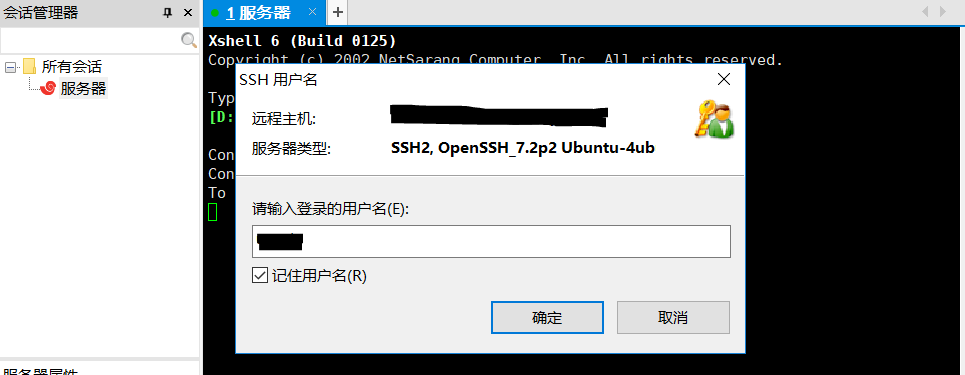 会话管理器
1 服务器
所有会话
服务器
Xshell 6 (Build 0125)
Copyright (c) 2002 NetSarang Computer, Inc. All rights reserved.
Typ
[D:
Con
Con
To
SSH 用户名
远程主机:
服务器类型: SSH2, OpenSSH_7.2p2 Ubuntu-4ub
请输入登录的用户名(E):
记住用户名(R)
确定 取消
服务器属性